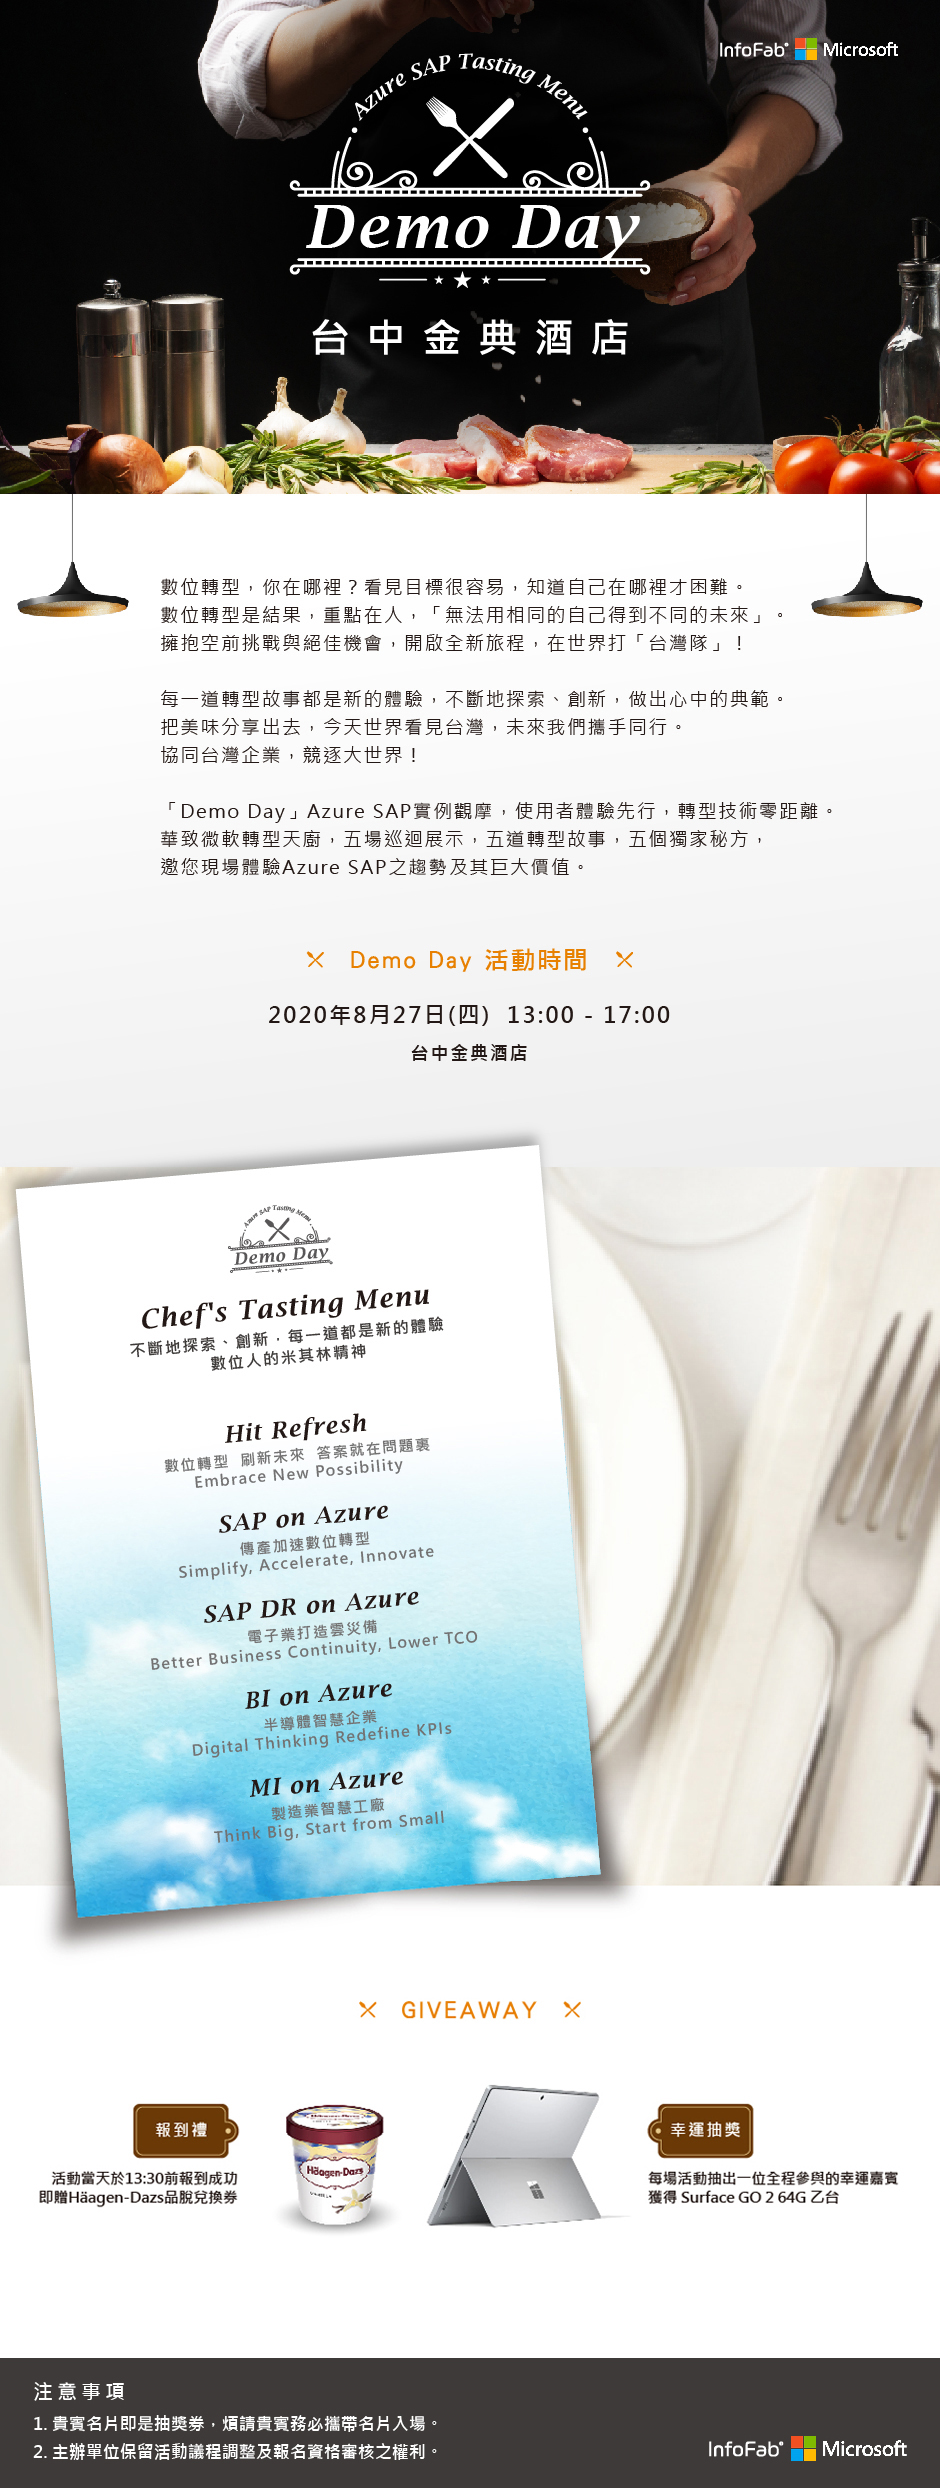 InfoFab Microsoft
Azure SAP Tasting Menu
Demo Day
台中金典酒店
數位轉型，你在哪裡？看見目標很容易，知道自己在哪裡才困難。
數位轉型是結果，重點在人，「無法用相同的自己得到不同的未來」。
擁抱空前挑戰與絕佳機會，開啟全新旅程，在世界打「台灣隊」！
每一道轉型故事都是新的體驗，不斷地探索、創新，做出心中的典範。
把美味分享出去，今天世界看見台灣，未來我們攜手同行。
協同台灣企業，競逐大世界！
「Demo Day」Azure SAP實例觀摩，使用者體驗先行，轉型技術零距離。
華致微軟轉型天廚，五場巡迴展示，五道轉型故事，五個獨家秘方，
邀您現場體驗Azure SAP之趨勢及其巨大價值。
Demo Day 活動時間
2020年8月27日(四) 13:00 - 17:00
台中金典酒店
Azure SAP Tasting Menu
Demo Day
Chef's Tasting Menu
不斷地探索、創新，每一道都是新的體驗
數位人的米其林精神
Hit Refresh
數位轉型 刷新未來 答案就在問題裏
Embrace New Possibility
SAP on Azure
傳產加速數位轉型
Simplify, Accelerate, Innovate
SAP DR on Azure
電子業打造雲災備
Better Business Continuity, Lower TCO
BI on Azure
半導體智慧企業
Digital Thinking Redefine KPIs
MI on Azure
製造業智慧工廠
Think Big, Start from Small
GIVEAWAY
報到禮
活動當天於13:30前報到成功
即贈Häagen-Dazs品脫兌換券
Häagen-Dazs
幸運抽獎
每場活動抽出一位全程參與的幸運嘉賓
獲得 Surface GO 2 64G 乙台
注意事項
1. 貴賓名片即是抽獎券，煩請貴賓務必攜帶名片入場。
2. 主辦單位保留活動議程調整及報名資格審核之權利。
InfoFab Microsoft